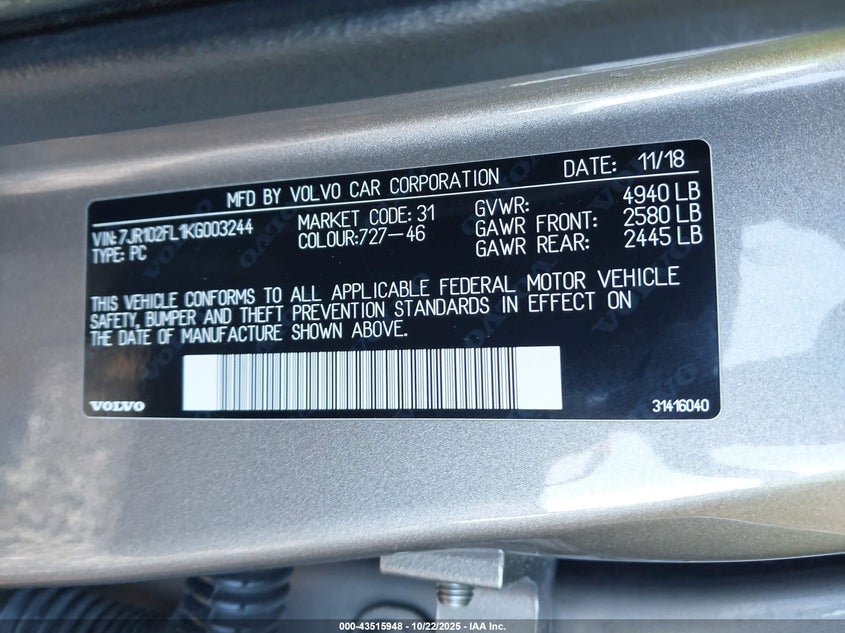 MFD BY VOLVO CAR CORPORATION DATE: 11/18
VIN:7JR102FL1KG003244 MARKET CODE: 31 GVWR: 4940 LB
TYPE: PC COLOUR:727-46 GAWR FRONT: 2580 LB
GAWR REAR: 2445 LB
THIS VEHICLE CONFORMS TO ALL APPLICABLE FEDERAL MOTOR VEHICLE
SAFETY, BUMPER AND THEFT PREVENTION STANDARDS IN EFFECT ON
THE DATE OF MANUFACTURE SHOWN ABOVE.
VOLVO 31416040
000-43515948 | 10/22/2025 | IAA Inc.